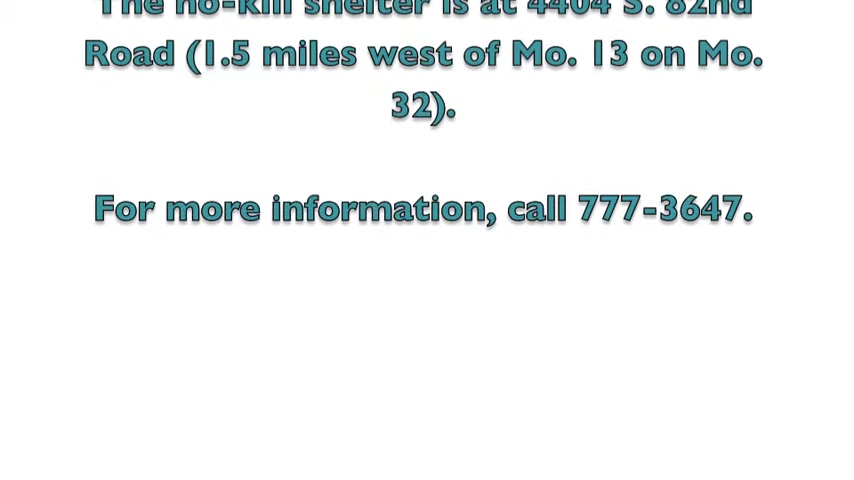 The no-kill shelter is at 4404 S. 82nd
Road (1.5 miles west of Mo. 13 on Mo.
32).
For more information, call 777-3647.